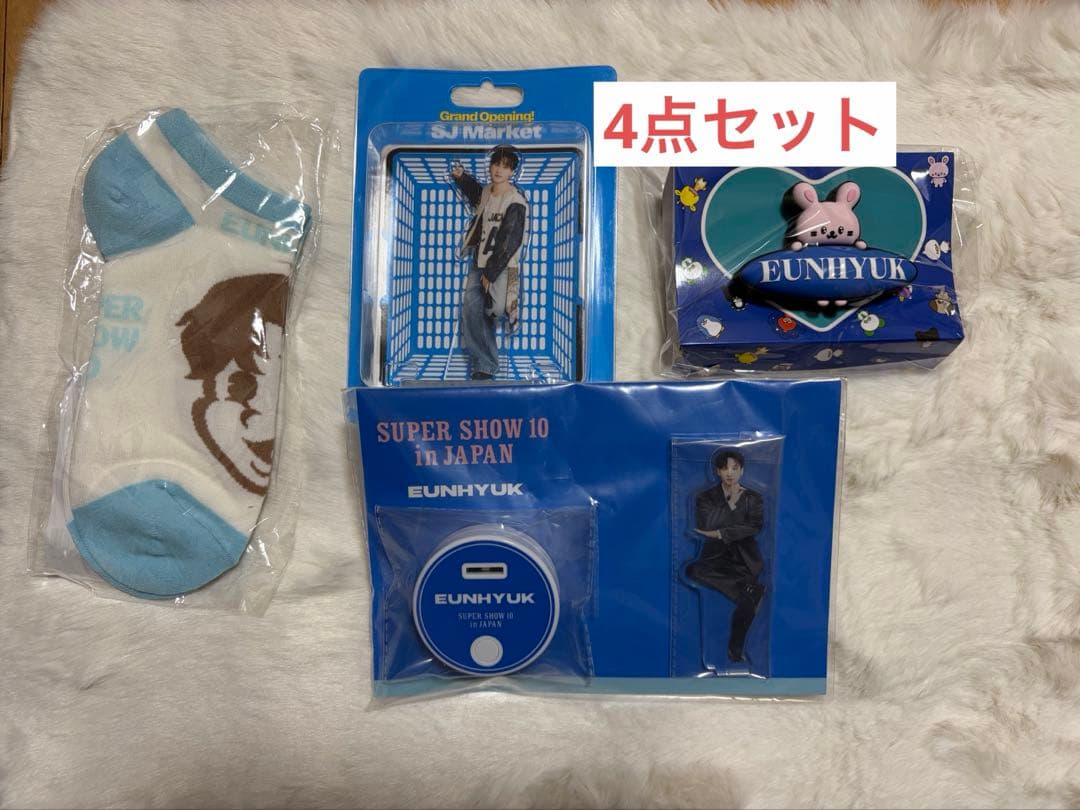 4点セット
Grand Opening!
SJ Market
JACK
EUNHYUK
SUPER SHOW 10
in JAPAN
EUNHYUK
EUNHYUK
SUPER SHOW 10
in JAPAN